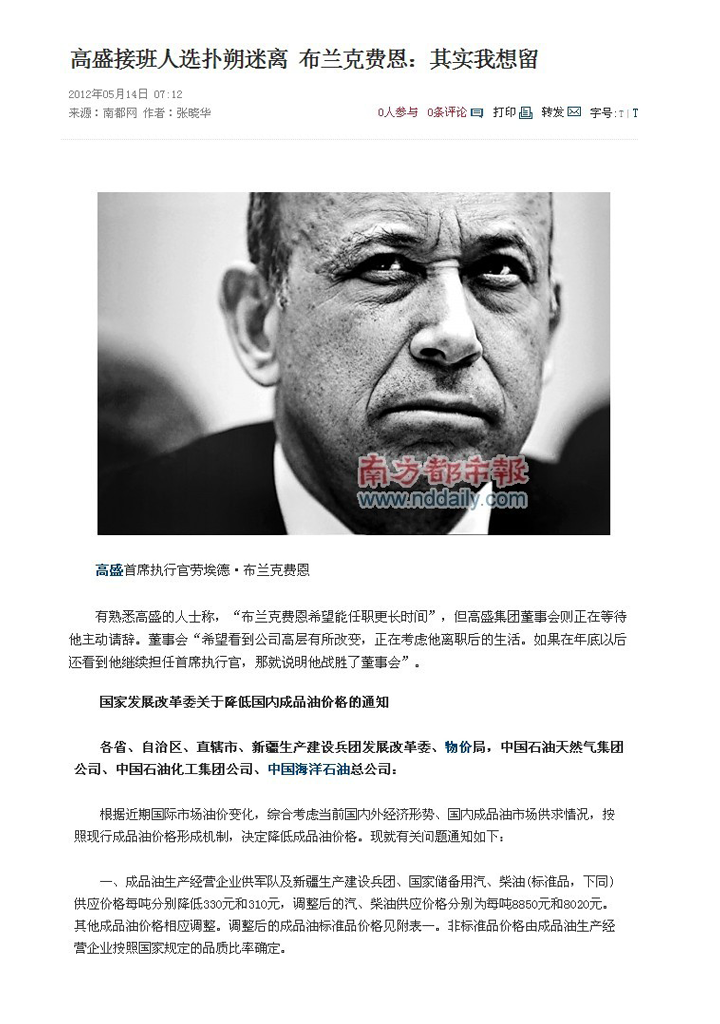 高盛接班人选扑朔迷离 布兰克费恩：其实我想留
2012年05月14日 07:12
来源：南都网 作者：张晓华
0人参与 0条评论 打印 转发 字号:T|T
南方都市報
www.nddaily.com
高盛首席执行官劳埃德·布兰克费恩
有熟悉高盛的人士称，“布兰克费恩希望能任职更长时间”，但高盛集团董事会则正在等待
他主动请辞。董事会“希望看到公司高层有所改变，正在考虑他离职后的生活。如果在年底以后
还看到他继续担任首席执行官，那就说明他战胜了董事会”。
国家发展改革委关于降低国内成品油价格的通知
各省、自治区、直辖市、新疆生产建设兵团发展改革委、物价局，中国石油天然气集团
公司、中国石油化工集团公司、中国海洋石油总公司：
根据近期国际市场油价变化，综合考虑当前国内外经济形势、国内成品油市场供求情况，按
照现行成品油价格形成机制，决定降低成品油价格。现就有关问题通知如下：
一、成品油生产经营企业供军队及新疆生产建设兵团、国家储备用汽、柴油(标准品，下同)
供应价格每吨分别降低330元和310元，调整后的汽、柴油供应价格分别为每吨8850元和8020元。
其他成品油价格相应调整。调整后的成品油标准品价格见附表一。非标准品价格由成品油生产经
营企业按照国家规定的品质比率确定。